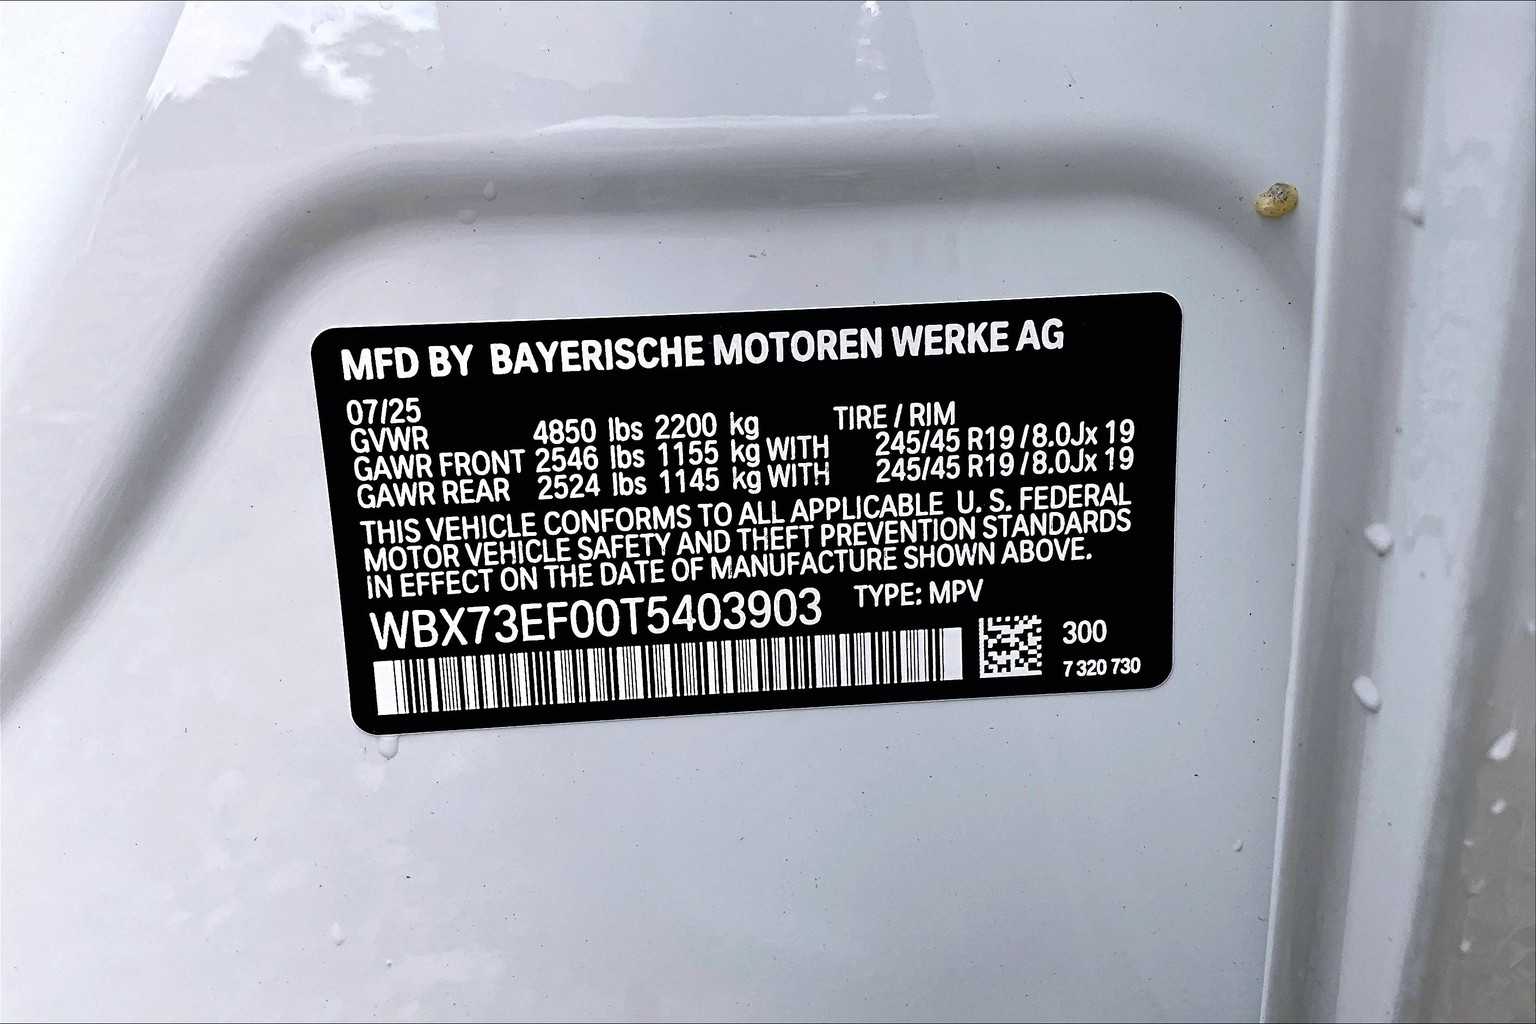 MFD BY BAYERISCHE MOTOREN WERKE AG
07/25 TIRE / RIM
GVWR 4850 lbs 2200 kg
GAWR FRONT 2546 lbs 1155 kg WITH 245/45 R19 / 8.0Jx 19
GAWR REAR 2524 lbs 1145 kg WITH 245/45 R19 / 8.0Jx 19
THIS VEHICLE CONFORMS TO ALL APPLICABLE U. S. FEDERAL
MOTOR VEHICLE SAFETY AND THEFT PREVENTION STANDARDS
IN EFFECT ON THE DATE OF MANUFACTURE SHOWN ABOVE.
WBX73EF00T5403903 TYPE: MPV
300
7 320 730